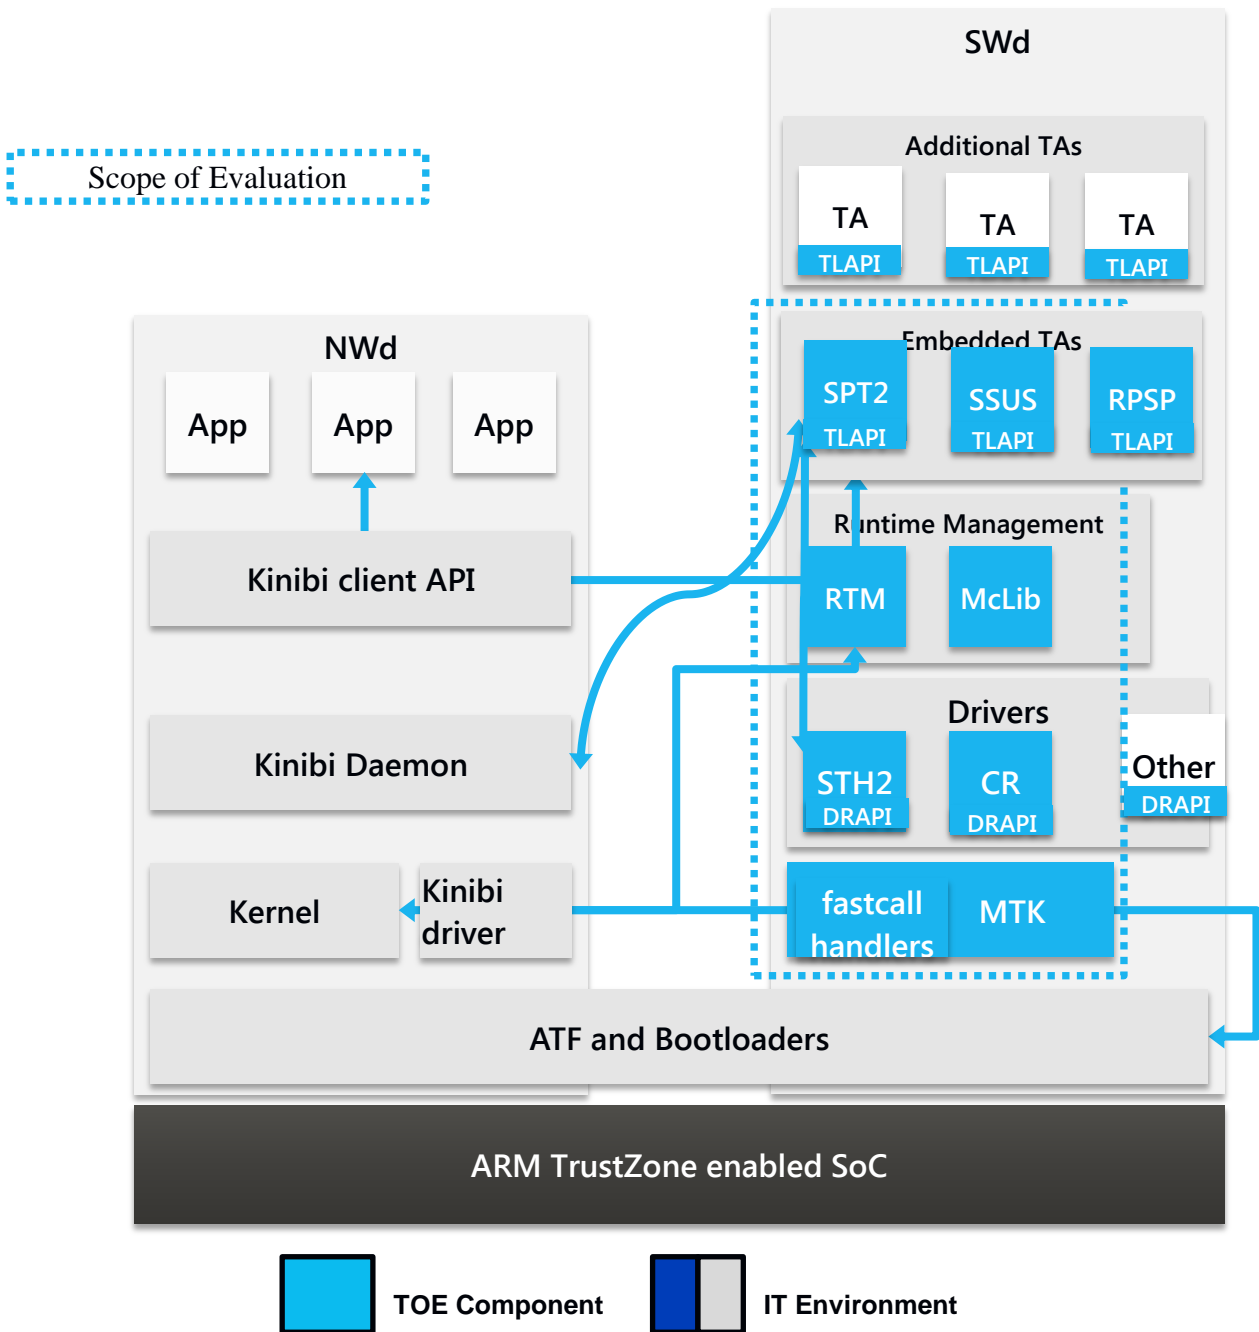 SWd
Additional TAs
TA
TLAPI
TA
TLAPI
TA
TLAPI
Scope of Evaluation
Embedded TAs
SPT2
TLAPI
SSUS
TLAPI
RPSP
TLAPI
NWd
App
App
App
Runtime Management
RTM
McLib
Kinibi client API
Drivers
STH2
DRAPI
CR
DRAPI
Other
DRAPI
Kinibi Daemon
Kernel
Kinibi
driver
fastcall
handlers
MTK
ATF and Bootloaders
ARM TrustZone enabled SoC
TOE Component
IT Environment